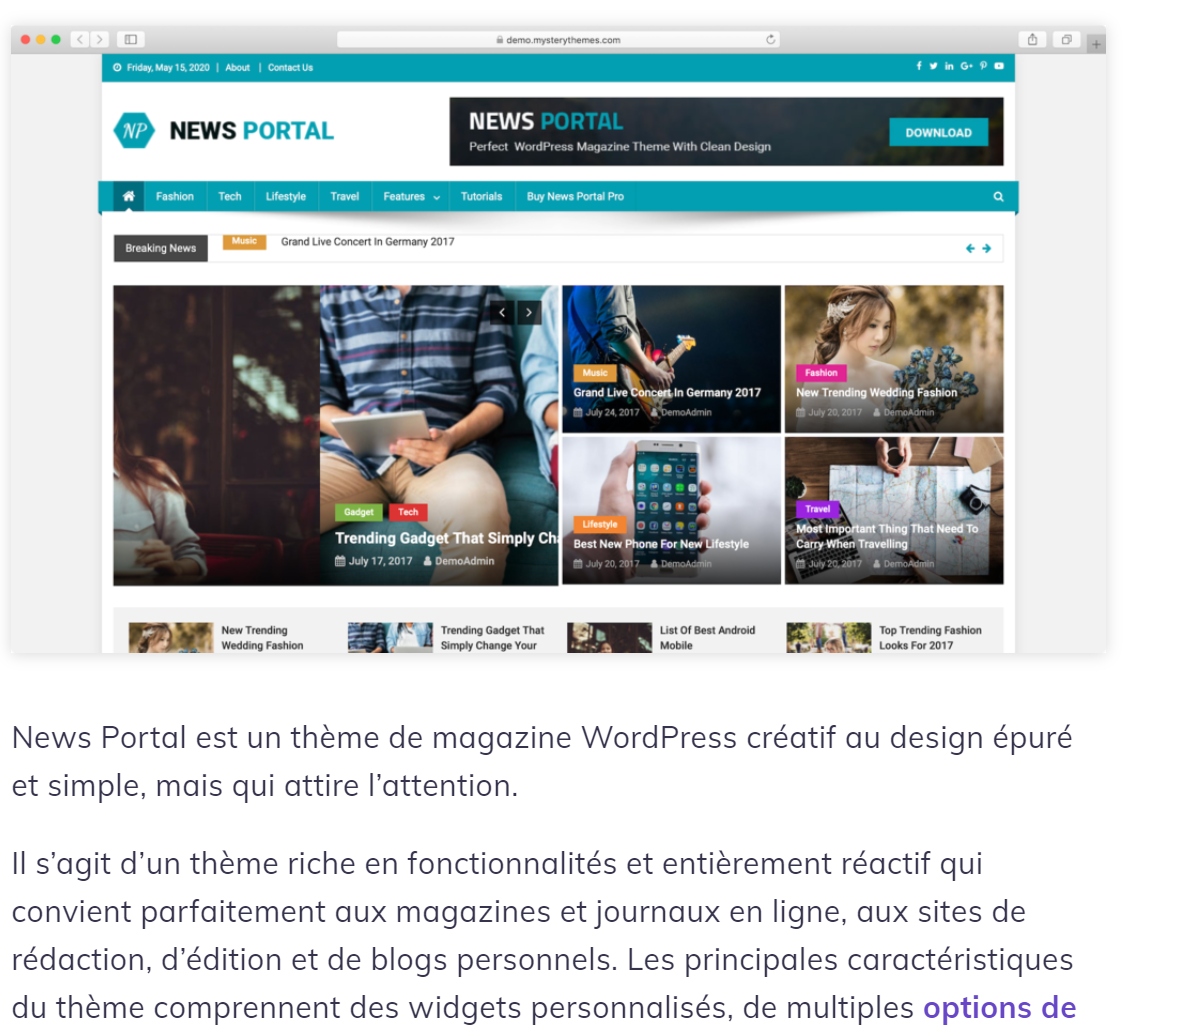 demo.mysterythemes.com
Friday, May 15, 2020 | About | Contact Us
NP NEWS PORTAL
NEWS PORTAL
Perfect WordPress Magazine Theme With Clean Design
DOWNLOAD
Fashion Tech Lifestyle Travel Features Tutorials Buy News Portal Pro
Breaking News
Music
Grand Live Concert In Germany 2017
Gadget Tech
Trending Gadget That Simply Cha
July 17, 2017 DemoAdmin
Music
Grand Live Concert In Germany 2017
July 24, 2017 DemoAdmin
Fashion
New Trending Wedding Fashion
July 20, 2017 DemoAdmin
Lifestyle
Best New Phone For New Lifestyle
July 20, 2017 DemoAdmin
Travel
Most Important Thing That Need To
Carry When Travelling
July 20, 2017 DemoAdmin
New Trending
Wedding Fashion
Trending Gadget That
Simply Change Your
List Of Best Android
Mobile
Top Trending Fashion
Looks For 2017
News Portal est un thème de magazine WordPress créatif au design épuré
et simple, mais qui attire l’attention.
Il s’agit d’un thème riche en fonctionnalités et entièrement réactif qui
convient parfaitement aux magazines et journaux en ligne, aux sites de
rédaction, d’édition et de blogs personnels. Les principales caractéristiques
du thème comprennent des widgets personnalisés, de multiples options de